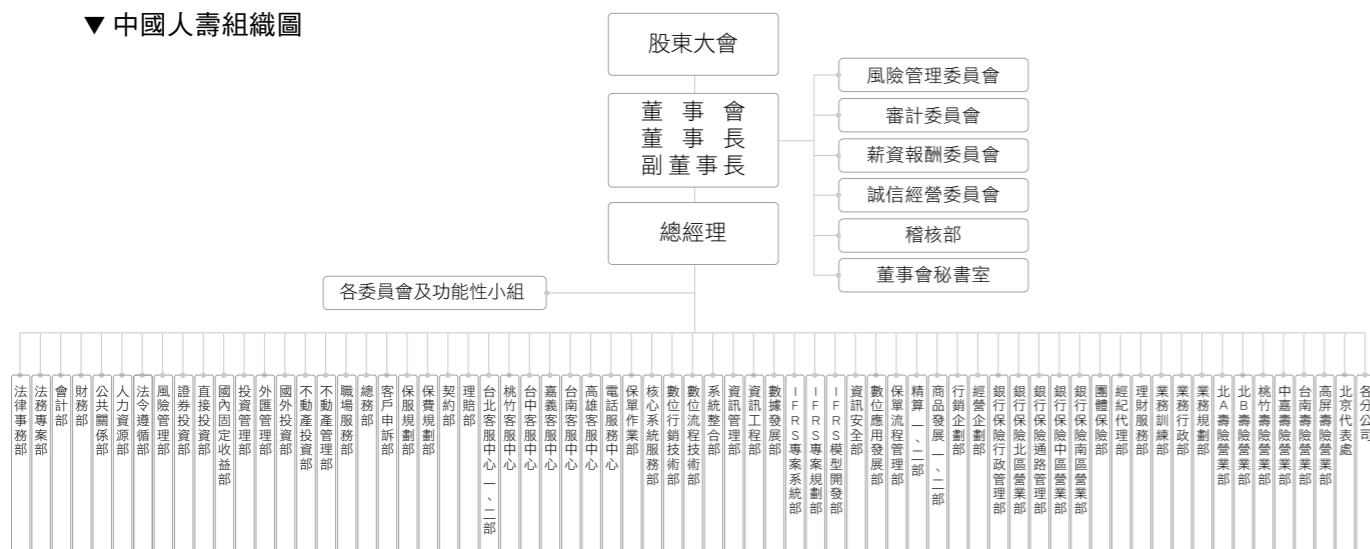 ▼ 中國人壽組織圖
股東大會
董事會
董事長
副董事長
總經理
風險管理委員會
審計委員會
薪資報酬委員會
誠信經營委員會
稽核部
董事會秘書室
各委員會及功能性小組
法律事務部
法務專案部
會計部
財務部
公共關係部
人力資源部
法令遵循部
風險管理部
證券投資部
直接投資部
國內固定收益部
投資管理部
外匯管理部
國外投資部
不動產投資部
不動產管理部
職場服務部
總務部
客戶申訴部
保服規劃部
保費規劃部
契約部
理賠部
台北客服中心一、二部
桃竹客服中心
台中客服中心
嘉義客服中心
台南客服中心
高雄客服中心
電話服務中心
保單作業部
核心系統服務部
數位行銷技術部
數位流程技術部
系統整合部
資訊管理部
資訊工程部
數據發展部
IFRS專案系統部
IFRS專案規劃部
IFRS模型開發部
資訊安全部
數位應用發展部
保單流程管理部
精算一、二部
商品發展一、二部
行銷企劃部
經營企劃部
銀行保險行政管理部
銀行保險北區營業部
銀行保險通路管理部
銀行保險中區營業部
銀行保險南區營業部
團體保險部
經紀代理部
理財服務部
業務訓練部
業務行政部
業務規劃部
北A壽險營業部
北B壽險營業部
桃竹壽險營業部
中嘉壽險營業部
台南壽險營業部
高屏壽險營業部
北京代表處
各分公司